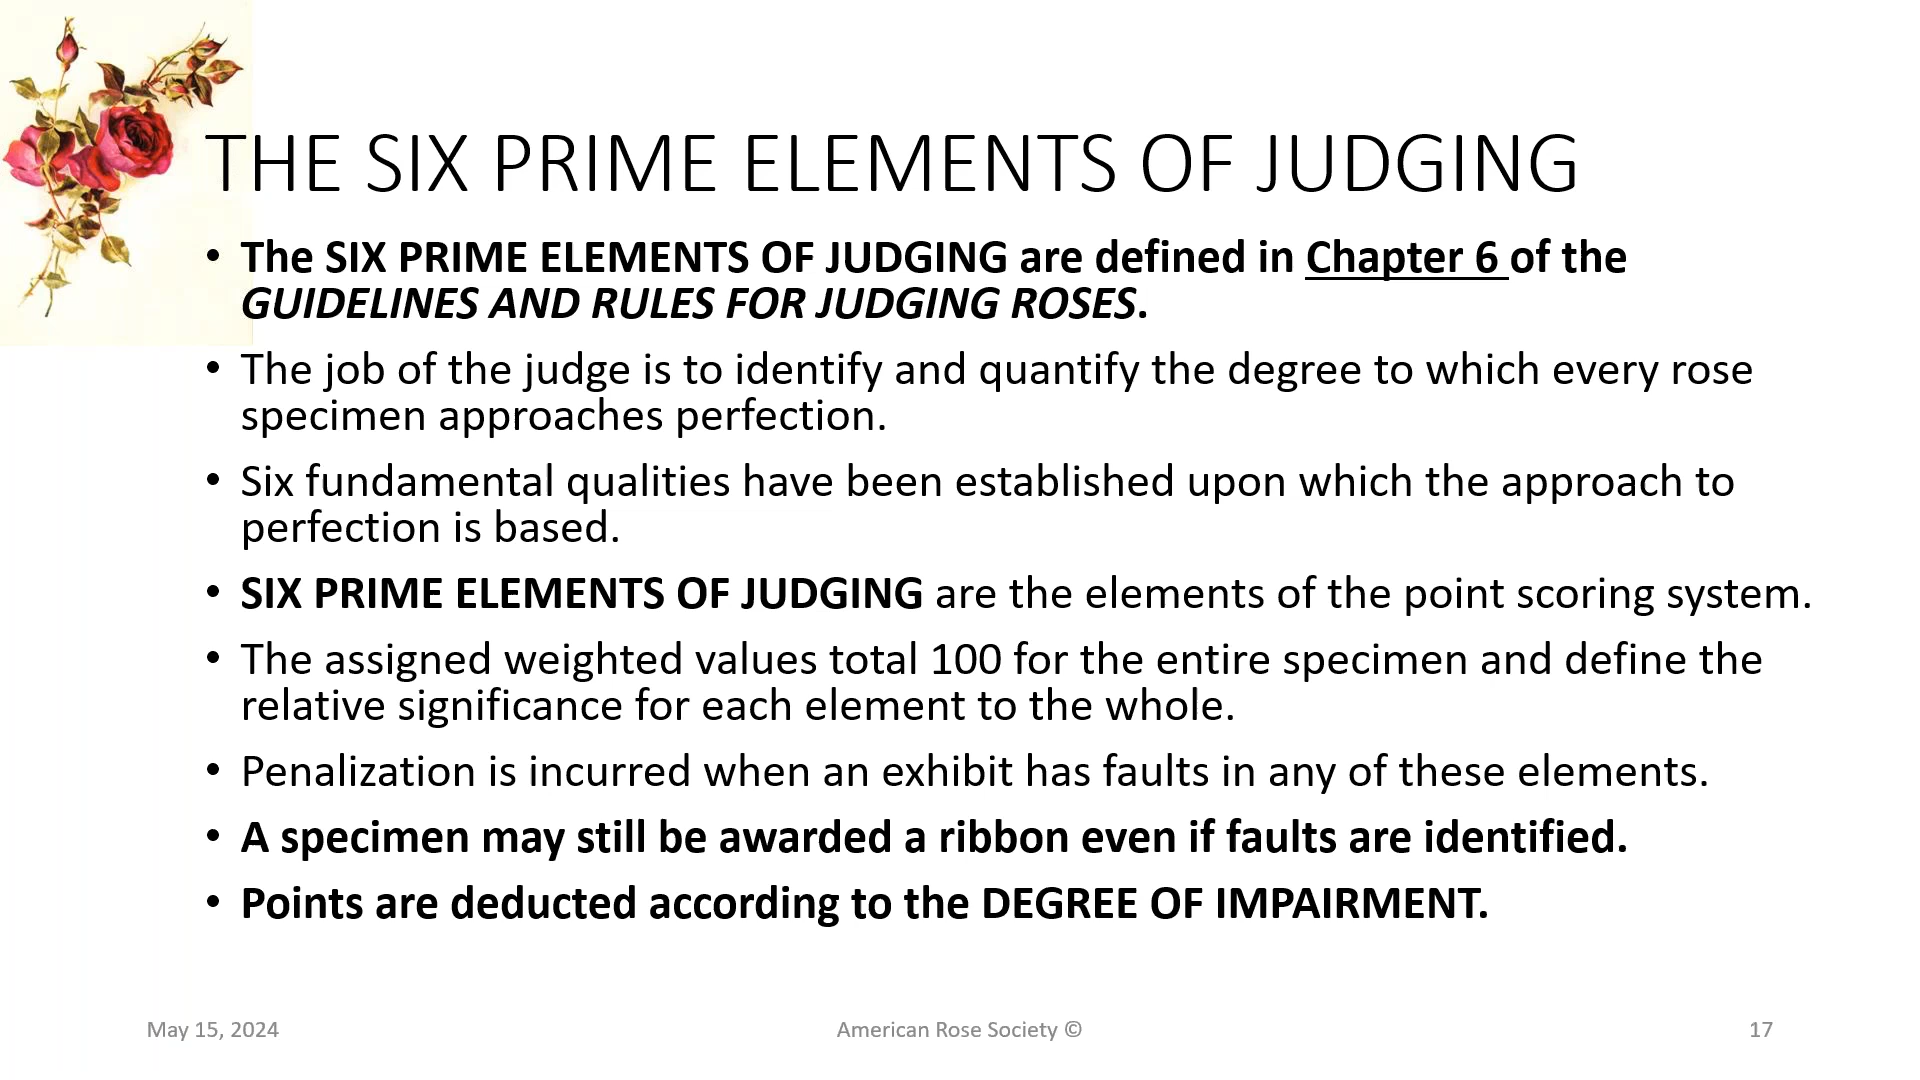 THE SIX PRIME ELEMENTS OF JUDGING
• The SIX PRIME ELEMENTS OF JUDGING are defined in Chapter 6 of the
GUIDELINES AND RULES FOR JUDGING ROSES.
• The job of the judge is to identify and quantify the degree to which every rose
specimen approaches perfection.
• Six fundamental qualities have been established upon which the approach to
perfection is based.
• SIX PRIME ELEMENTS OF JUDGING are the elements of the point scoring system.
• The assigned weighted values total 100 for the entire specimen and define the
relative significance for each element to the whole.
• Penalization is incurred when an exhibit has faults in any of these elements.
• A specimen may still be awarded a ribbon even if faults are identified.
• Points are deducted according to the DEGREE OF IMPAIRMENT.
May 15, 2024
American Rose Society ©
17